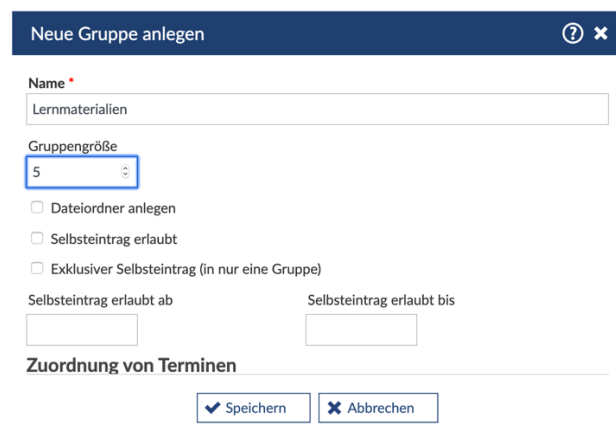 Neue Gruppe anlegen
Name *
Lernmaterialien
Gruppengröße
5
Dateiordner anlegen
Selbsteintrag erlaubt
Exklusiver Selbsteintrag (in nur eine Gruppe)
Selbsteintrag erlaubt ab Selbsteintrag erlaubt bis
Zuordnung von Terminen
Speichern Abbrechen